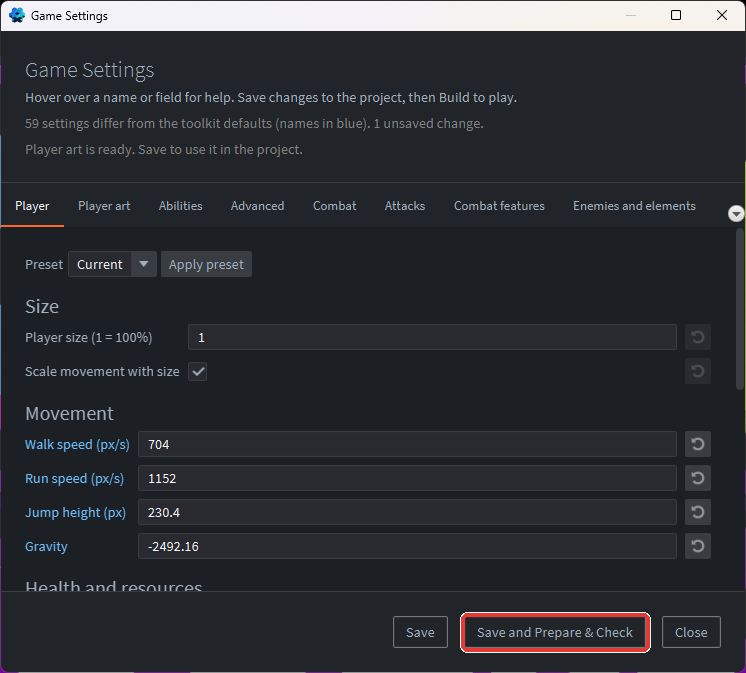 Game Settings
Game Settings
Hover over a name or field for help. Save changes to the project, then Build to play.
59 settings differ from the toolkit defaults (names in blue). 1 unsaved change.
Player art is ready. Save to use it in the project.
Player Player art Abilities Advanced Combat Attacks Combat features Enemies and elements
Preset Current Apply preset
Size
Player size (1 = 100%) 1
Scale movement with size
Movement
Walk speed (px/s) 704
Run speed (px/s) 1152
Jump height (px) 230.4
Gravity -2492.16
Health and resources
Save Save and Prepare & Check Close